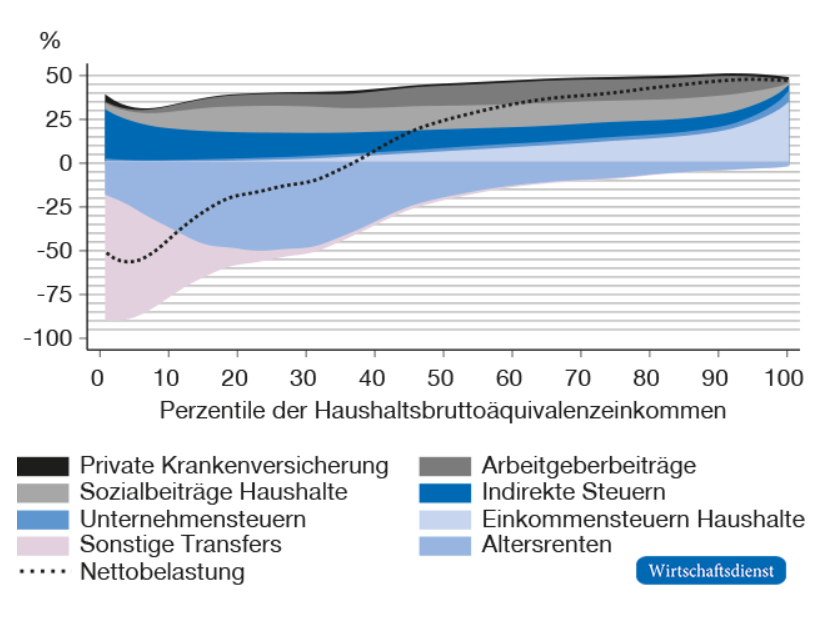 %
50
25
0
-25
-50
-75
-100
0 10 20 30 40 50 60 70 80 90 100
Perzentile der Haushaltsbruttoäquivalenzeinkommen
Private Krankenversicherung Arbeitgeberbeiträge
Sozialbeiträge Haushalte Indirekte Steuern
Unternehmensteuern Einkommensteuern Haushalte
Sonstige Transfers Altersrenten
Nettobelastung
Wirtschaftsdienst